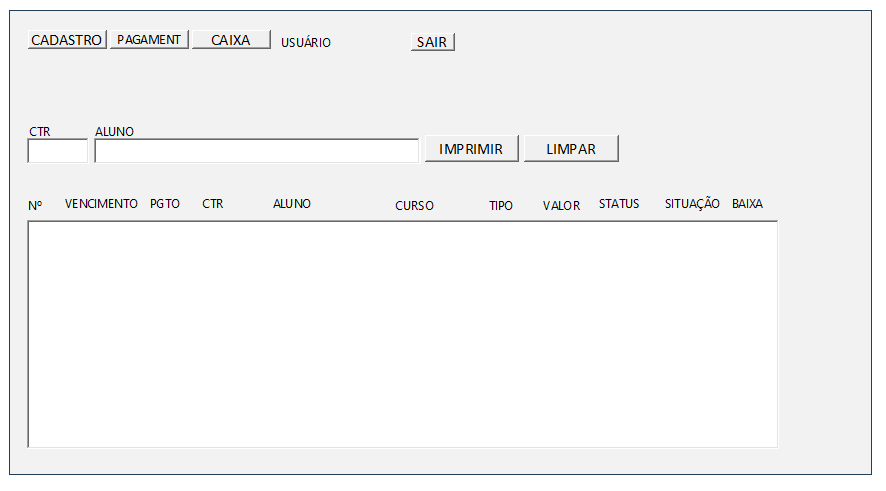 CADASTRO PAGAMENT CAIXA USUÁRIO SAIR
CTR ALUNO
IMPRIMIR LIMPAR
Nº VENCIMENTO PGTO CTR ALUNO CURSO TIPO VALOR STATUS SITUAÇÃO BAIXA